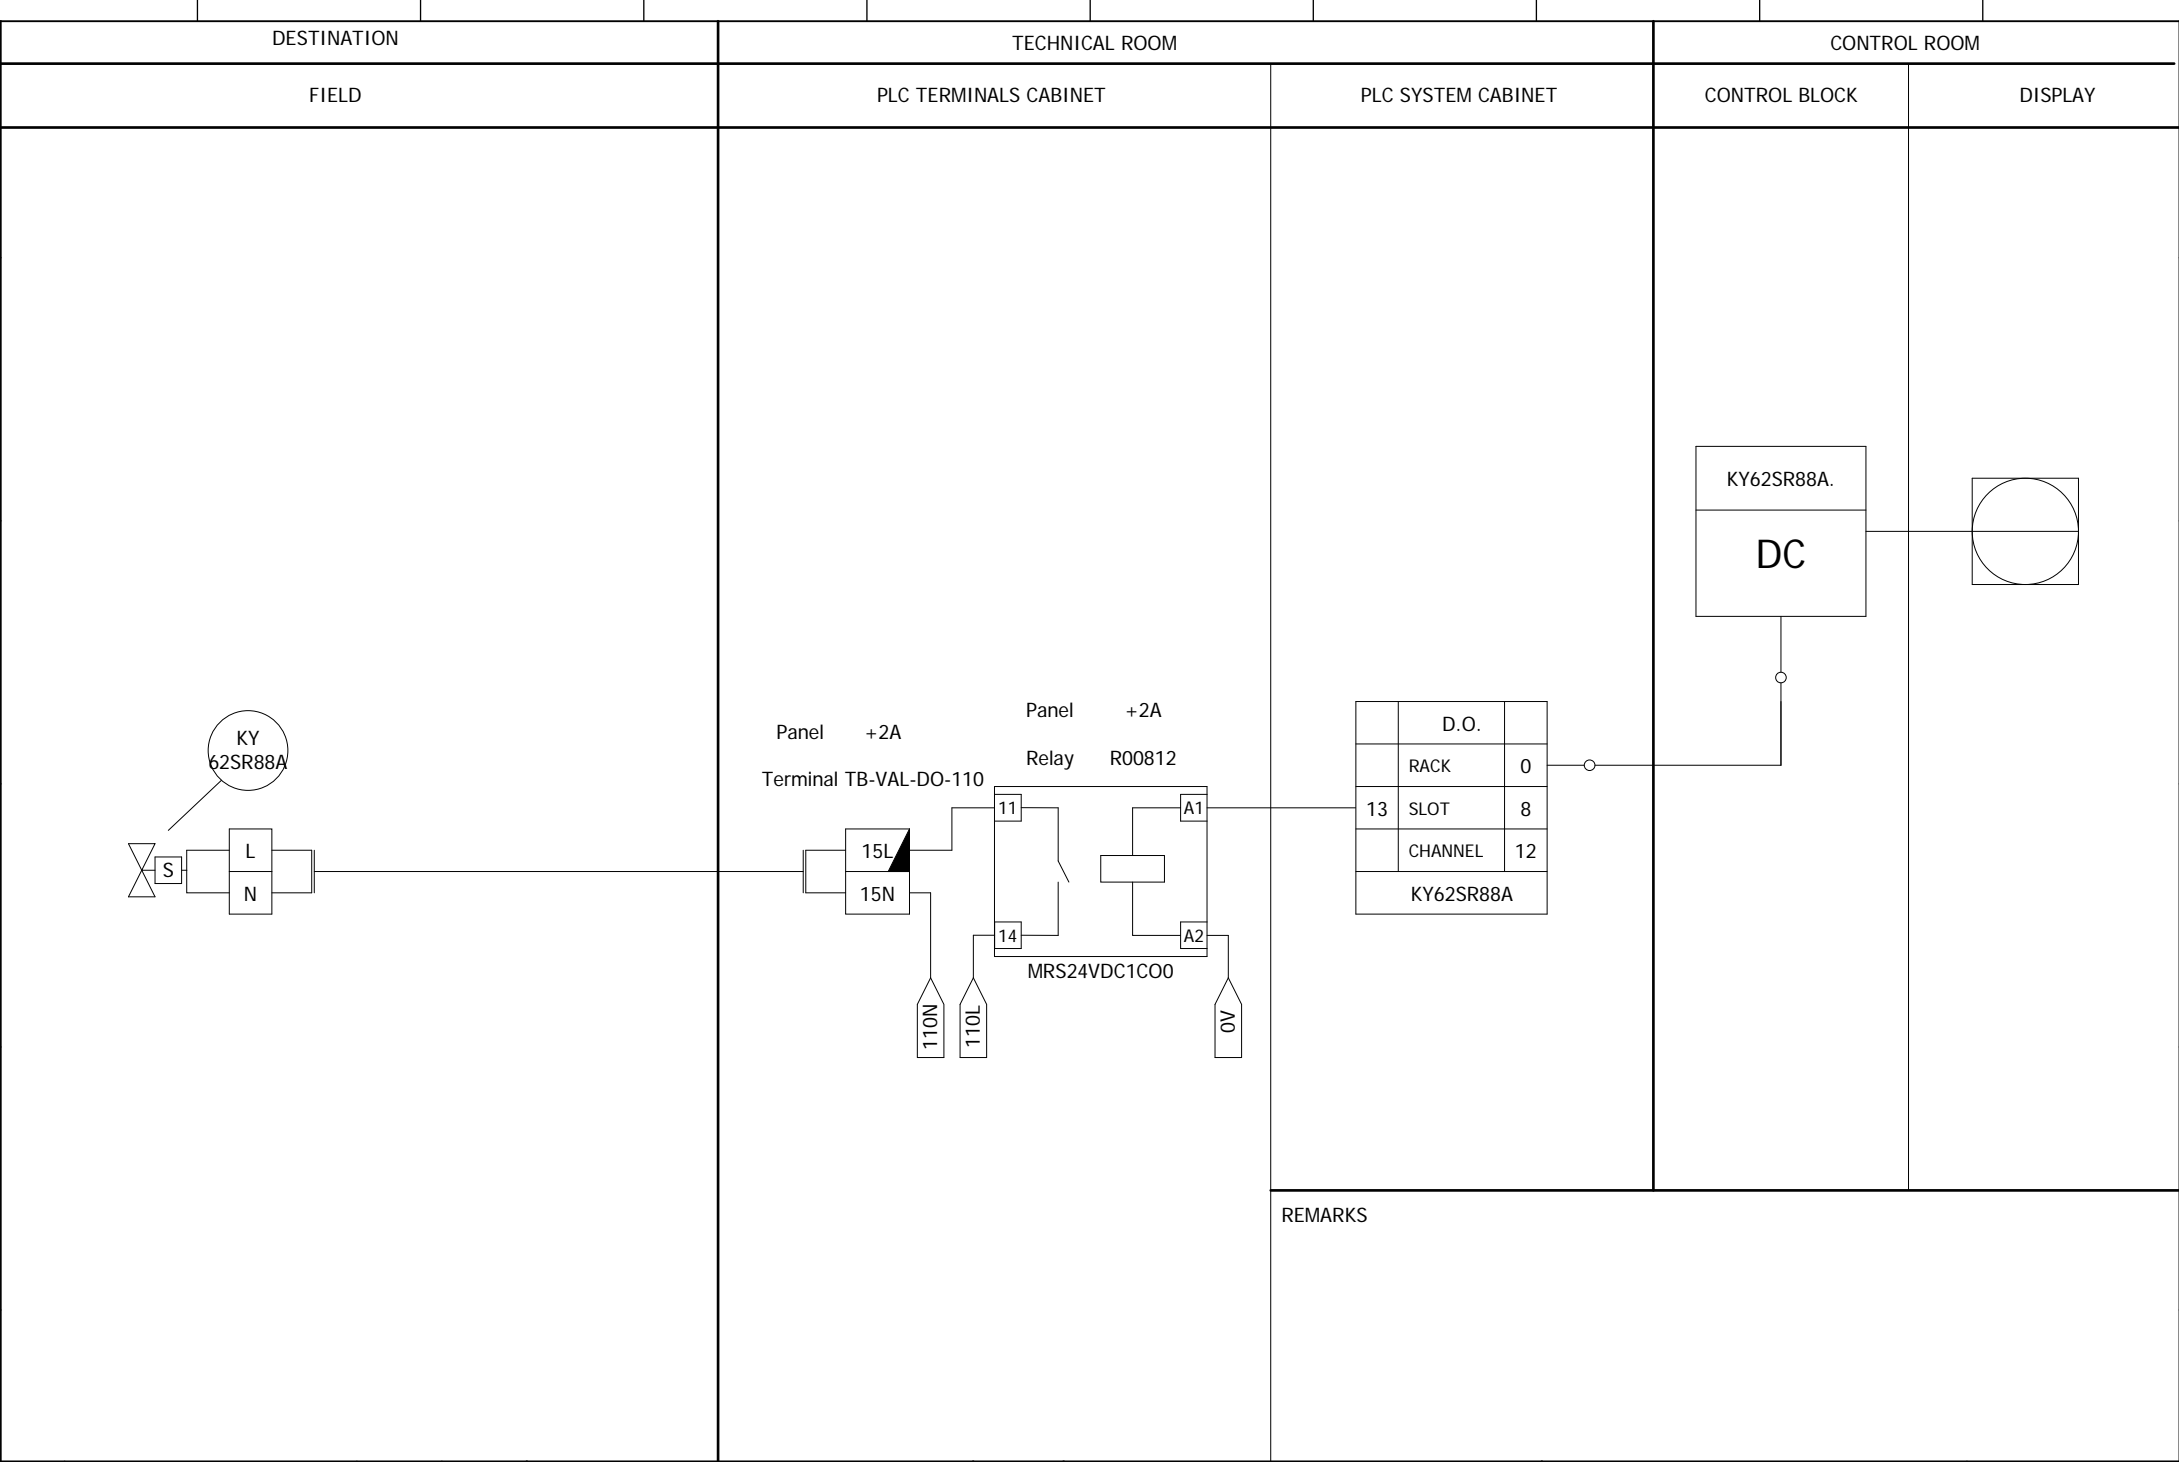 DESTINATION
TECHNICAL ROOM
CONTROL ROOM
FIELD
PLC TERMINALS CABINET
PLC SYSTEM CABINET
CONTROL BLOCK
DISPLAY
KY62SR88A.
DC
KY
62SR88A
S
L
N
Panel +2A
Terminal TB-VAL-DO-110
15L
15N
110N
110L
Panel +2A
Relay R00812
11
14
A1
A2
MRS24VDC1CO0
0V
D.O.
RACK 0
13 SLOT 8
CHANNEL 12
KY62SR88A
REMARKS